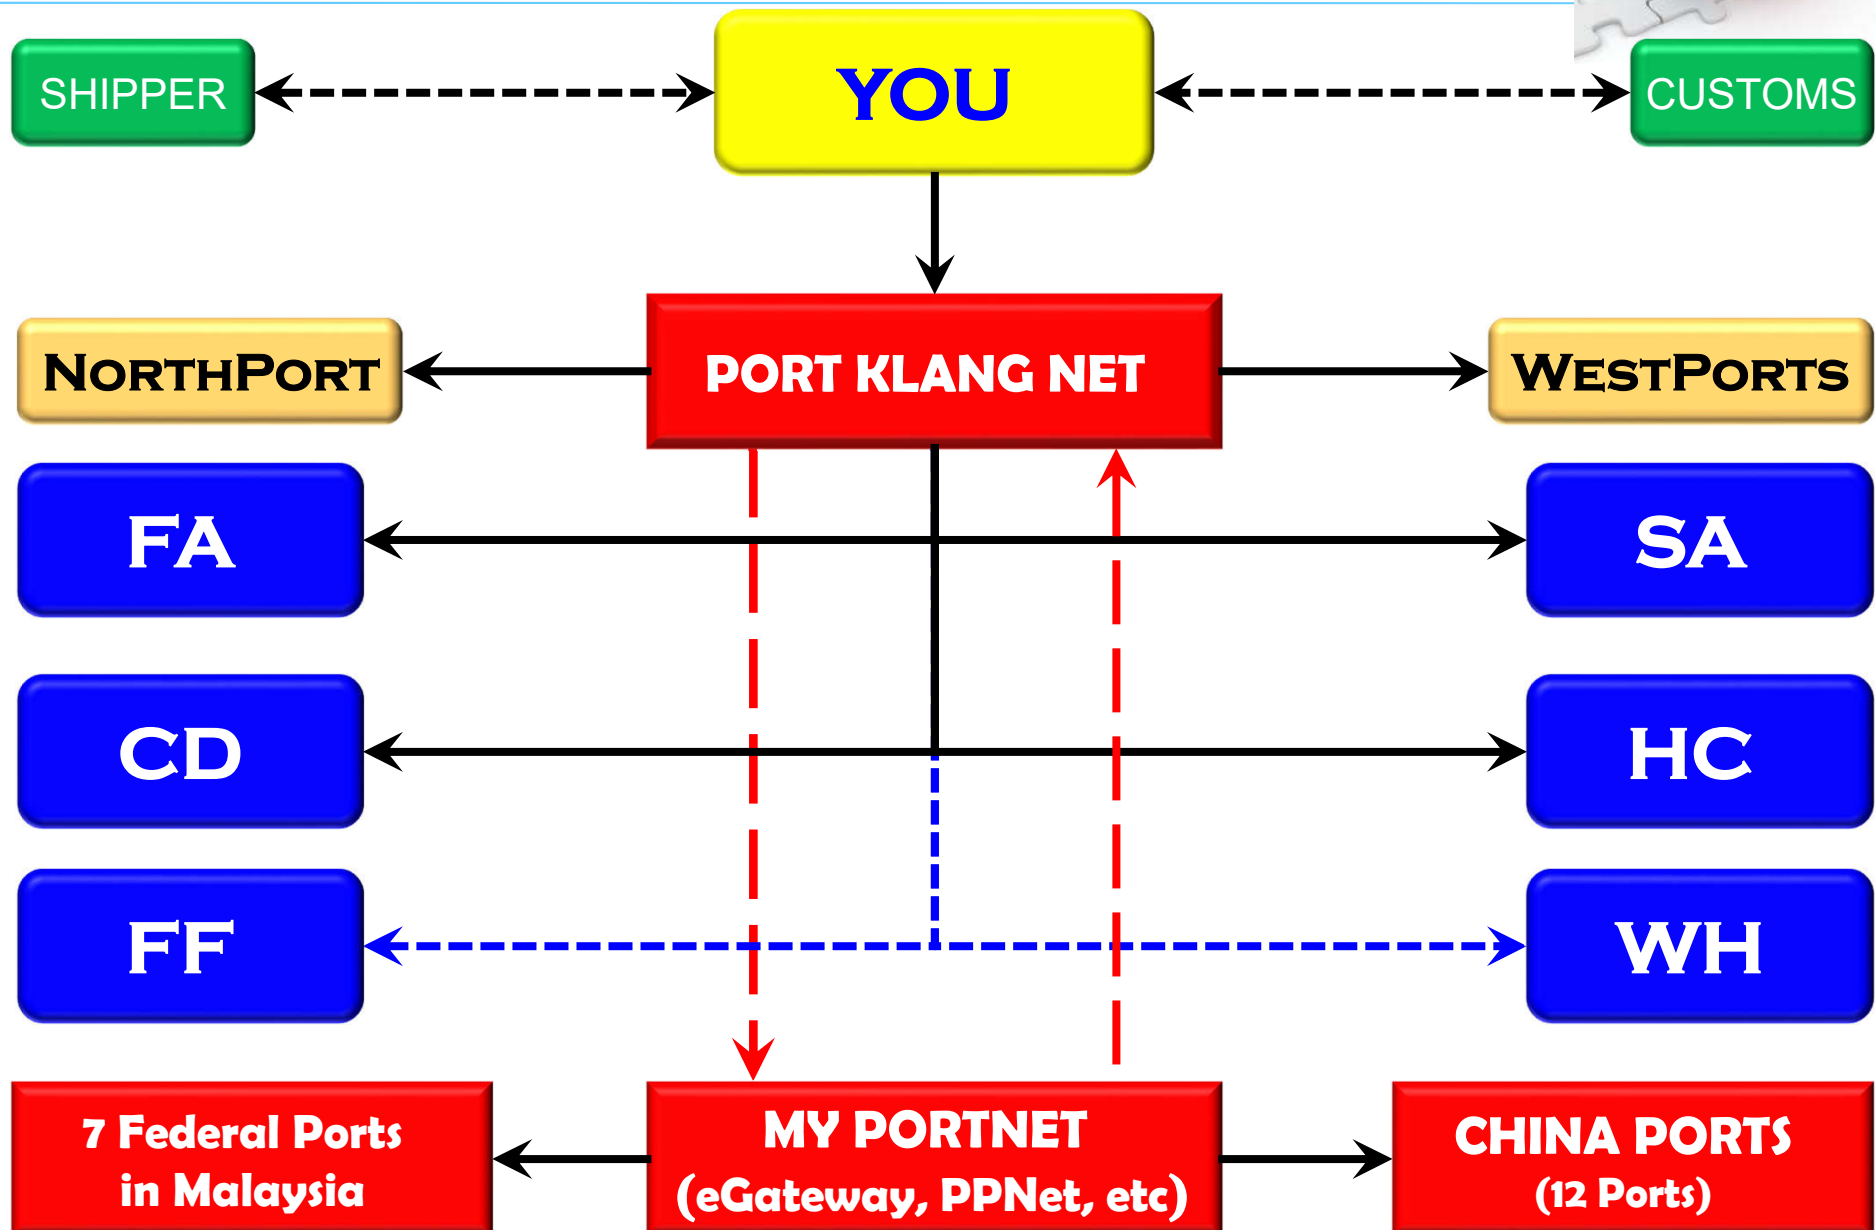 SHIPPER
YOU
CUSTOMS
NORTHPORT
PORT KLANG NET
WESTPORTS
FA
SA
CD
HC
FF
WH
7 Federal Ports
in Malaysia
MY PORTNET
(eGateway, PPNet, etc)
CHINA PORTS
(12 Ports)